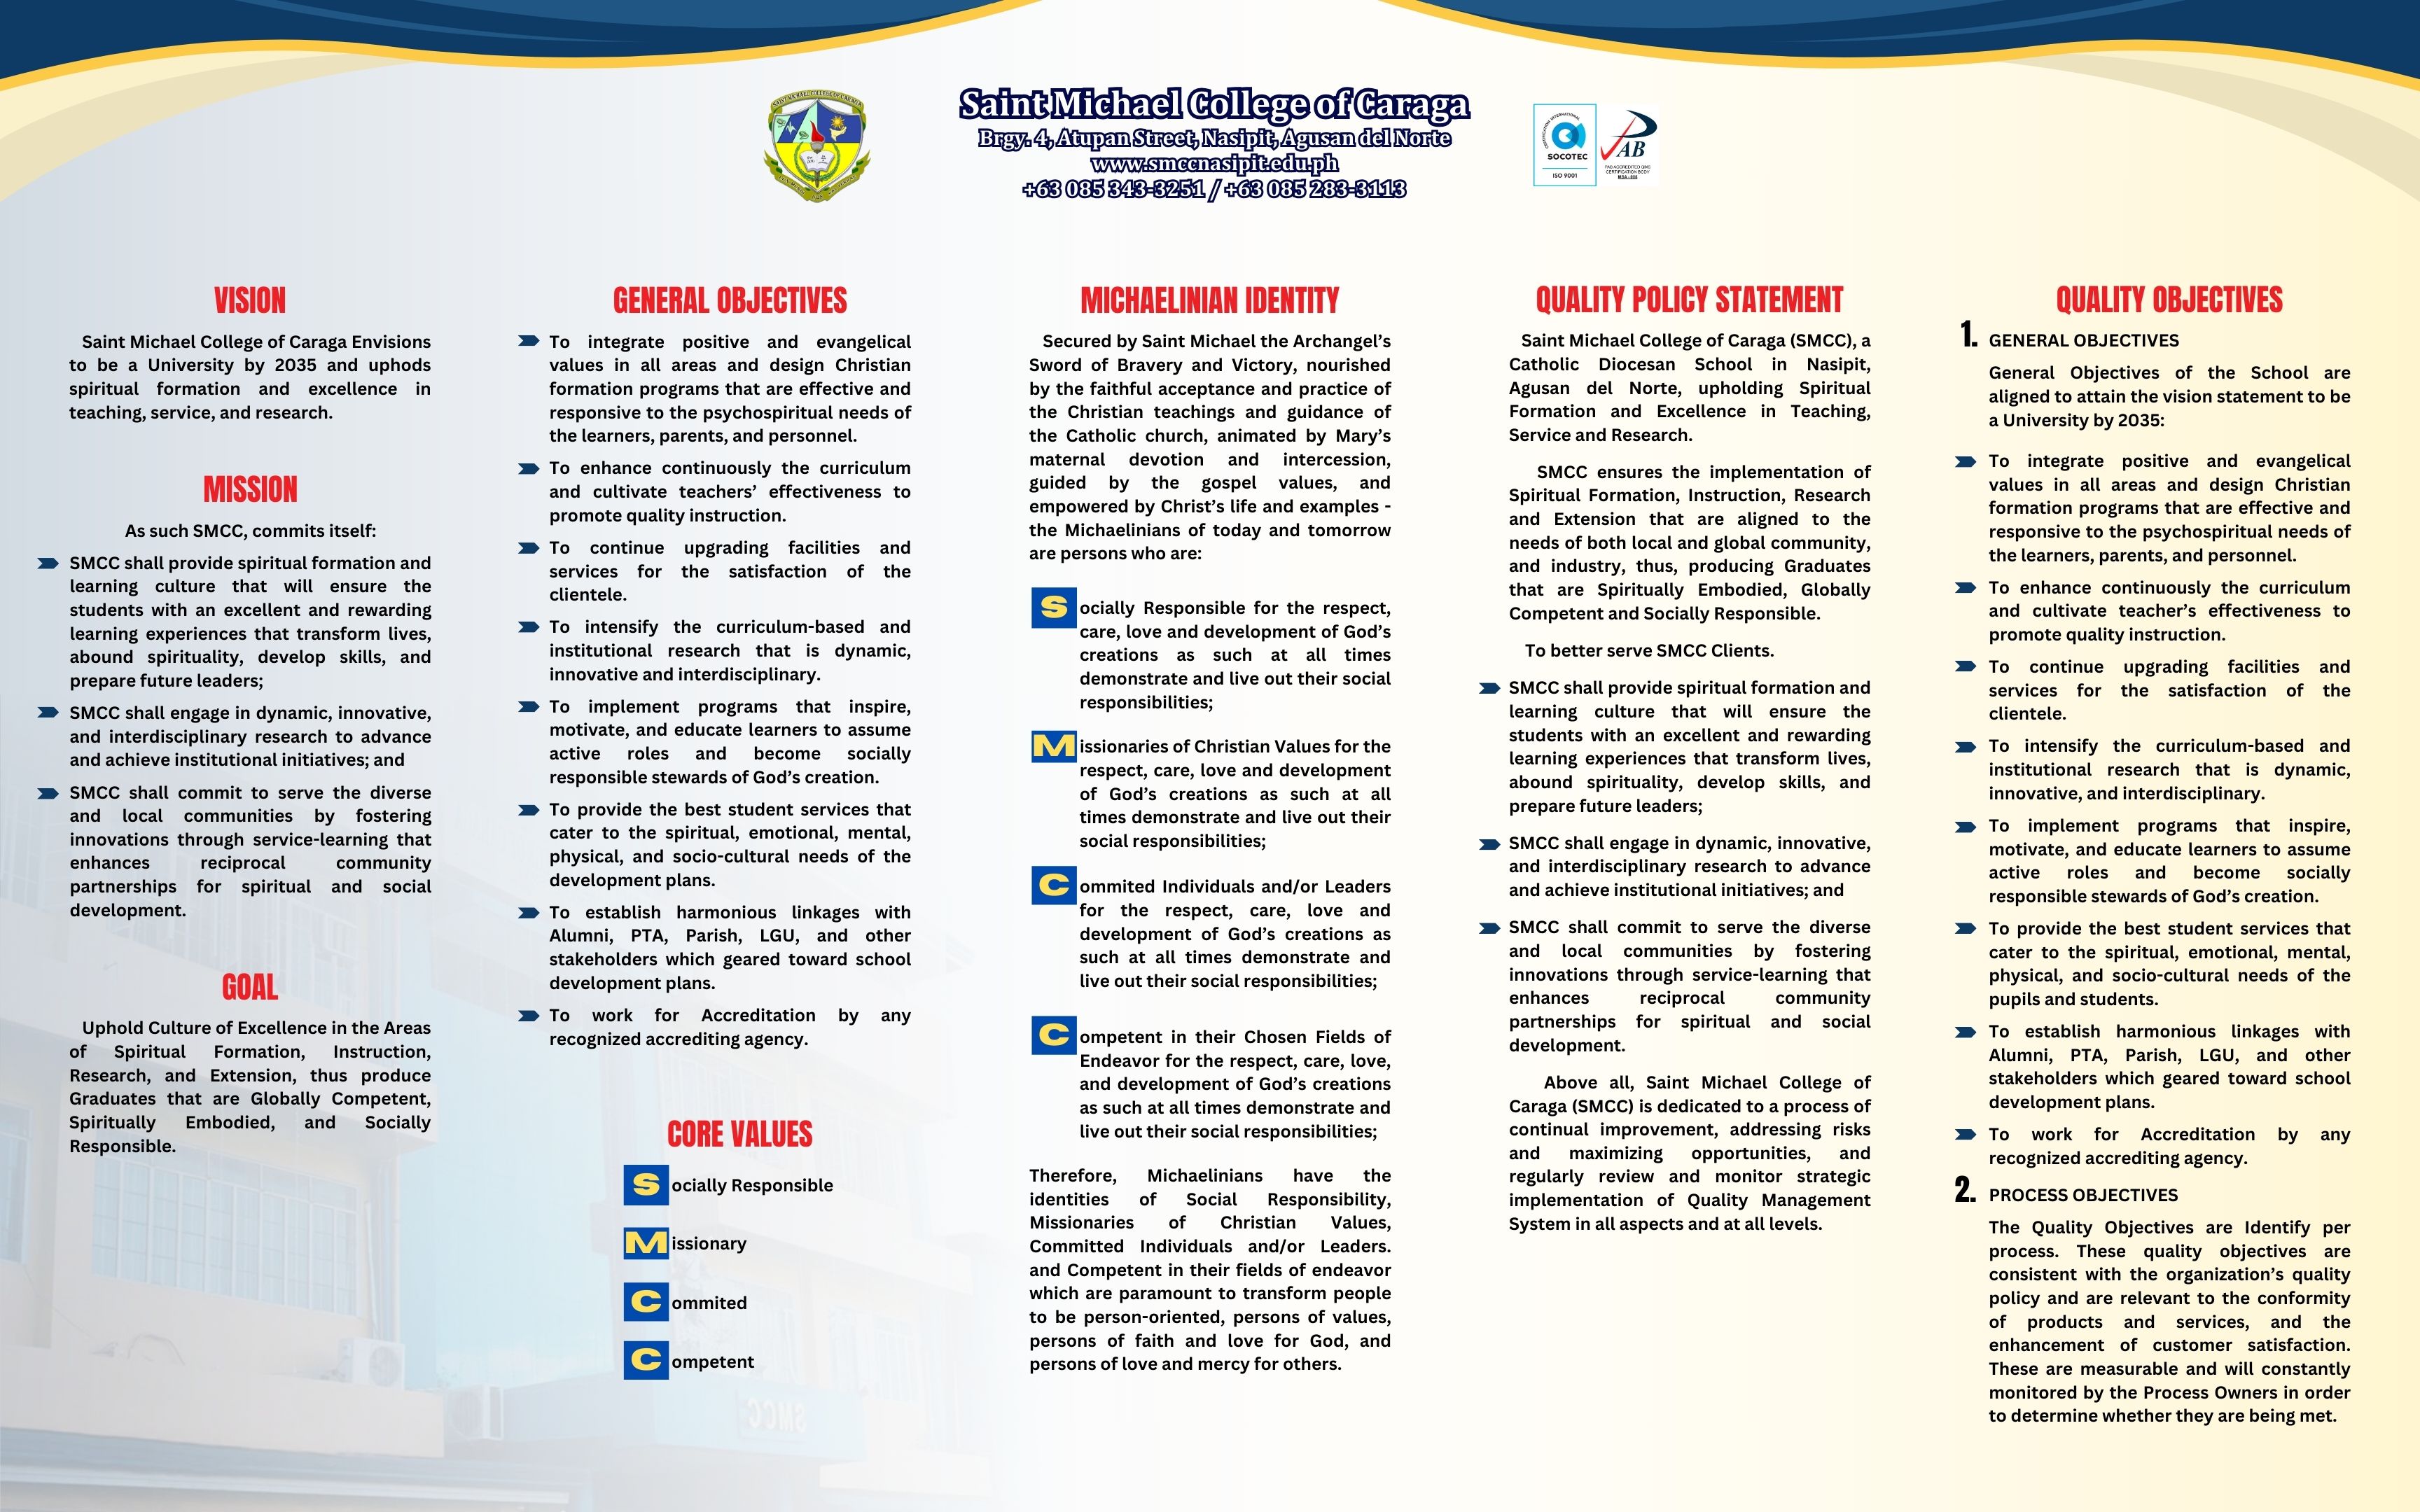 Saint Michael College of Caraga
Brgy. 4, Atupan Street, Nasipit, Agusan del Norte
www.smccnasipit.edu.ph
+63 085 343-3251 / +63 085 283-3113
SAINT MICHAEL COLLEGE OF CARAGA
CERTIFICATION INTERNATIONAL
SOCOTEC
ISO 9001
AB
PAB ACCREDITED QMS
CERTIFICATION BODY
VISION
Saint Michael College of Caraga Envisions
to be a University by 2035 and uphods
spiritual formation and excellence in
teaching, service, and research.
MISSION
As such SMCC, commits itself:
SMCC shall provide spiritual formation and
learning culture that will ensure the
students with an excellent and rewarding
learning experiences that transform lives,
abound spirituality, develop skills, and
prepare future leaders;
SMCC shall engage in dynamic, innovative,
and interdisciplinary research to advance
and achieve institutional initiatives; and
SMCC shall commit to serve the diverse
and local communities by fostering
innovations through service-learning that
enhances reciprocal community
partnerships for spiritual and social
development.
GOAL
Uphold Culture of Excellence in the Areas
of Spiritual Formation, Instruction,
Research, and Extension, thus produce
Graduates that are Globally Competent,
Spiritually Embodied, and Socially
Responsible.
GENERAL OBJECTIVES
To integrate positive and evangelical
values in all areas and design Christian
formation programs that are effective and
responsive to the psychospiritual needs of
the learners, parents, and personnel.
To enhance continuously the curriculum
and cultivate teachers’ effectiveness to
promote quality instruction.
To continue upgrading facilities and
services for the satisfaction of the
clientele.
To intensify the curriculum-based and
institutional research that is dynamic,
innovative and interdisciplinary.
To implement programs that inspire,
motivate, and educate learners to assume
active roles and become socially
responsible stewards of God’s creation.
To provide the best student services that
cater to the spiritual, emotional, mental,
physical, and socio-cultural needs of the
development plans.
To establish harmonious linkages with
Alumni, PTA, Parish, LGU, and other
stakeholders which geared toward school
development plans.
To work for Accreditation by any
recognized accrediting agency.
CORE VALUES
Socially Responsible
Missionary
Commited
Competent
SMCC
MICHAELINIAN IDENTITY
Secured by Saint Michael the Archangel’s
Sword of Bravery and Victory, nourished
by the faithful acceptance and practice of
the Christian teachings and guidance of
the Catholic church, animated by Mary’s
maternal devotion and intercession,
guided by the gospel values, and
empowered by Christ’s life and examples -
the Michaelinians of today and tomorrow
are persons who are:
Socially Responsible for the respect,
care, love and development of God’s
creations as such at all times
demonstrate and live out their social
responsibilities;
Missionaries of Christian Values for the
respect, care, love and development
of God’s creations as such at all
times demonstrate and live out their
social responsibilities;
Commited Individuals and/or Leaders
for the respect, care, love and
development of God’s creations as
such at all times demonstrate and
live out their social responsibilities;
Competent in their Chosen Fields of
Endeavor for the respect, care, love,
and development of God’s creations
as such at all times demonstrate and
live out their social responsibilities;
Therefore, Michaelinians have the
identities of Social Responsibility,
Missionaries of Christian Values,
Committed Individuals and/or Leaders.
and Competent in their fields of endeavor
which are paramount to transform people
to be person-oriented, persons of values,
persons of faith and love for God, and
persons of love and mercy for others.
QUALITY POLICY STATEMENT
Saint Michael College of Caraga (SMCC), a
Catholic Diocesan School in Nasipit,
Agusan del Norte, upholding Spiritual
Formation and Excellence in Teaching,
Service and Research.
SMCC ensures the implementation of
Spiritual Formation, Instruction, Research
and Extension that are aligned to the
needs of both local and global community,
and industry, thus, producing Graduates
that are Spiritually Embodied, Globally
Competent and Socially Responsible.
To better serve SMCC Clients.
SMCC shall provide spiritual formation and
learning culture that will ensure the
students with an excellent and rewarding
learning experiences that transform lives,
abound spirituality, develop skills, and
prepare future leaders;
SMCC shall engage in dynamic, innovative,
and interdisciplinary research to advance
and achieve institutional initiatives; and
SMCC shall commit to serve the diverse
and local communities by fostering
innovations through service-learning that
enhances reciprocal community
partnerships for spiritual and social
development.
Above all, Saint Michael College of
Caraga (SMCC) is dedicated to a process of
continual improvement, addressing risks
and maximizing opportunities, and
regularly review and monitor strategic
implementation of Quality Management
System in all aspects and at all levels.
QUALITY OBJECTIVES
1. GENERAL OBJECTIVES
General Objectives of the School are
aligned to attain the vision statement to be
a University by 2035:
To integrate positive and evangelical
values in all areas and design Christian
formation programs that are effective and
responsive to the psychospiritual needs of
the learners, parents, and personnel.
To enhance continuously the curriculum
and cultivate teacher’s effectiveness to
promote quality instruction.
To continue upgrading facilities and
services for the satisfaction of the
clientele.
To intensify the curriculum-based and
institutional research that is dynamic,
innovative, and interdisciplinary.
To implement programs that inspire,
motivate, and educate learners to assume
active roles and become socially
responsible stewards of God’s creation.
To provide the best student services that
cater to the spiritual, emotional, mental,
physical, and socio-cultural needs of the
pupils and students.
To establish harmonious linkages with
Alumni, PTA, Parish, LGU, and other
stakeholders which geared toward school
development plans.
To work for Accreditation by any
recognized accrediting agency.
2. PROCESS OBJECTIVES
The Quality Objectives are Identify per
process. These quality objectives are
consistent with the organization’s quality
policy and are relevant to the conformity
of products and services, and the
enhancement of customer satisfaction.
These are measurable and will constantly
monitored by the Process Owners in order
to determine whether they are being met.